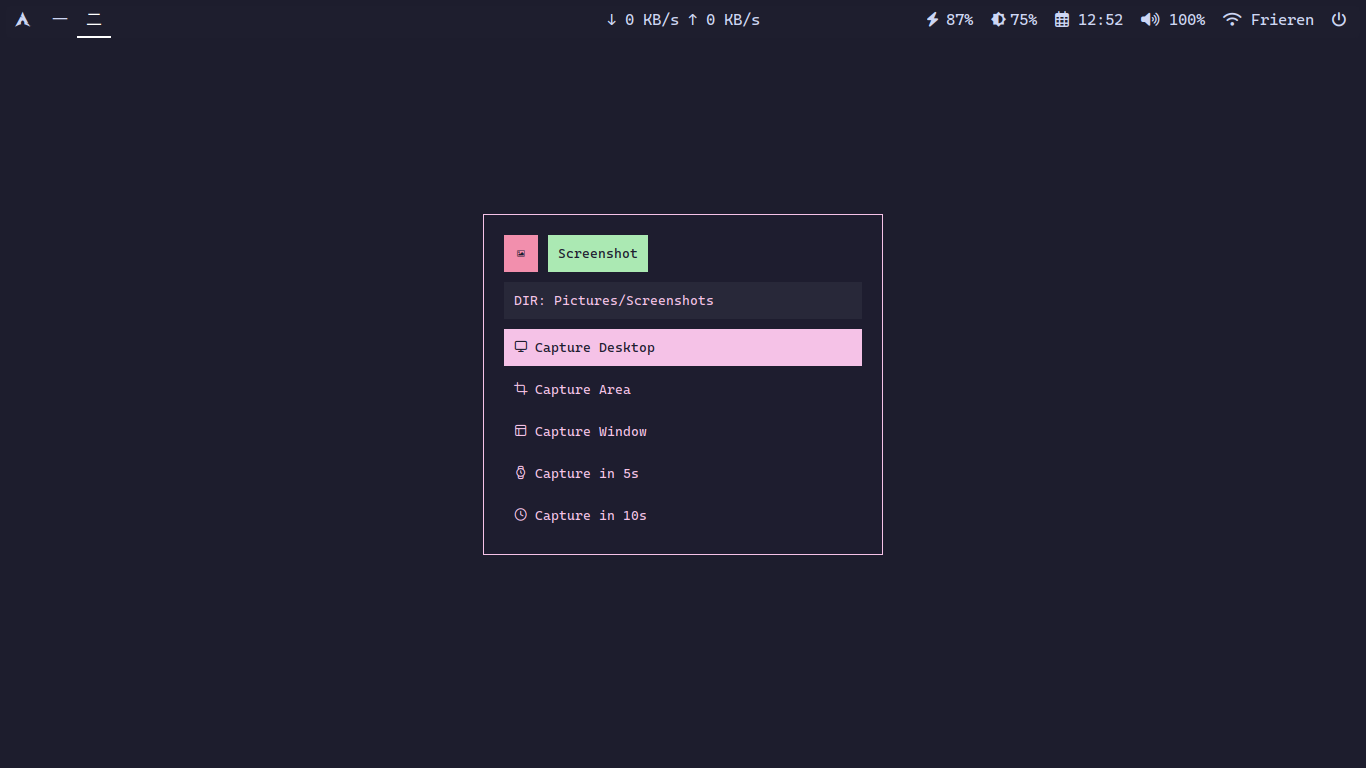 一 二 ↓ 0 KB/s ↑ 0 KB/s 87% 75% 12:52 100% Frieren
Screenshot
DIR: Pictures/Screenshots
Capture Desktop
Capture Area
Capture Window
Capture in 5s
Capture in 10s